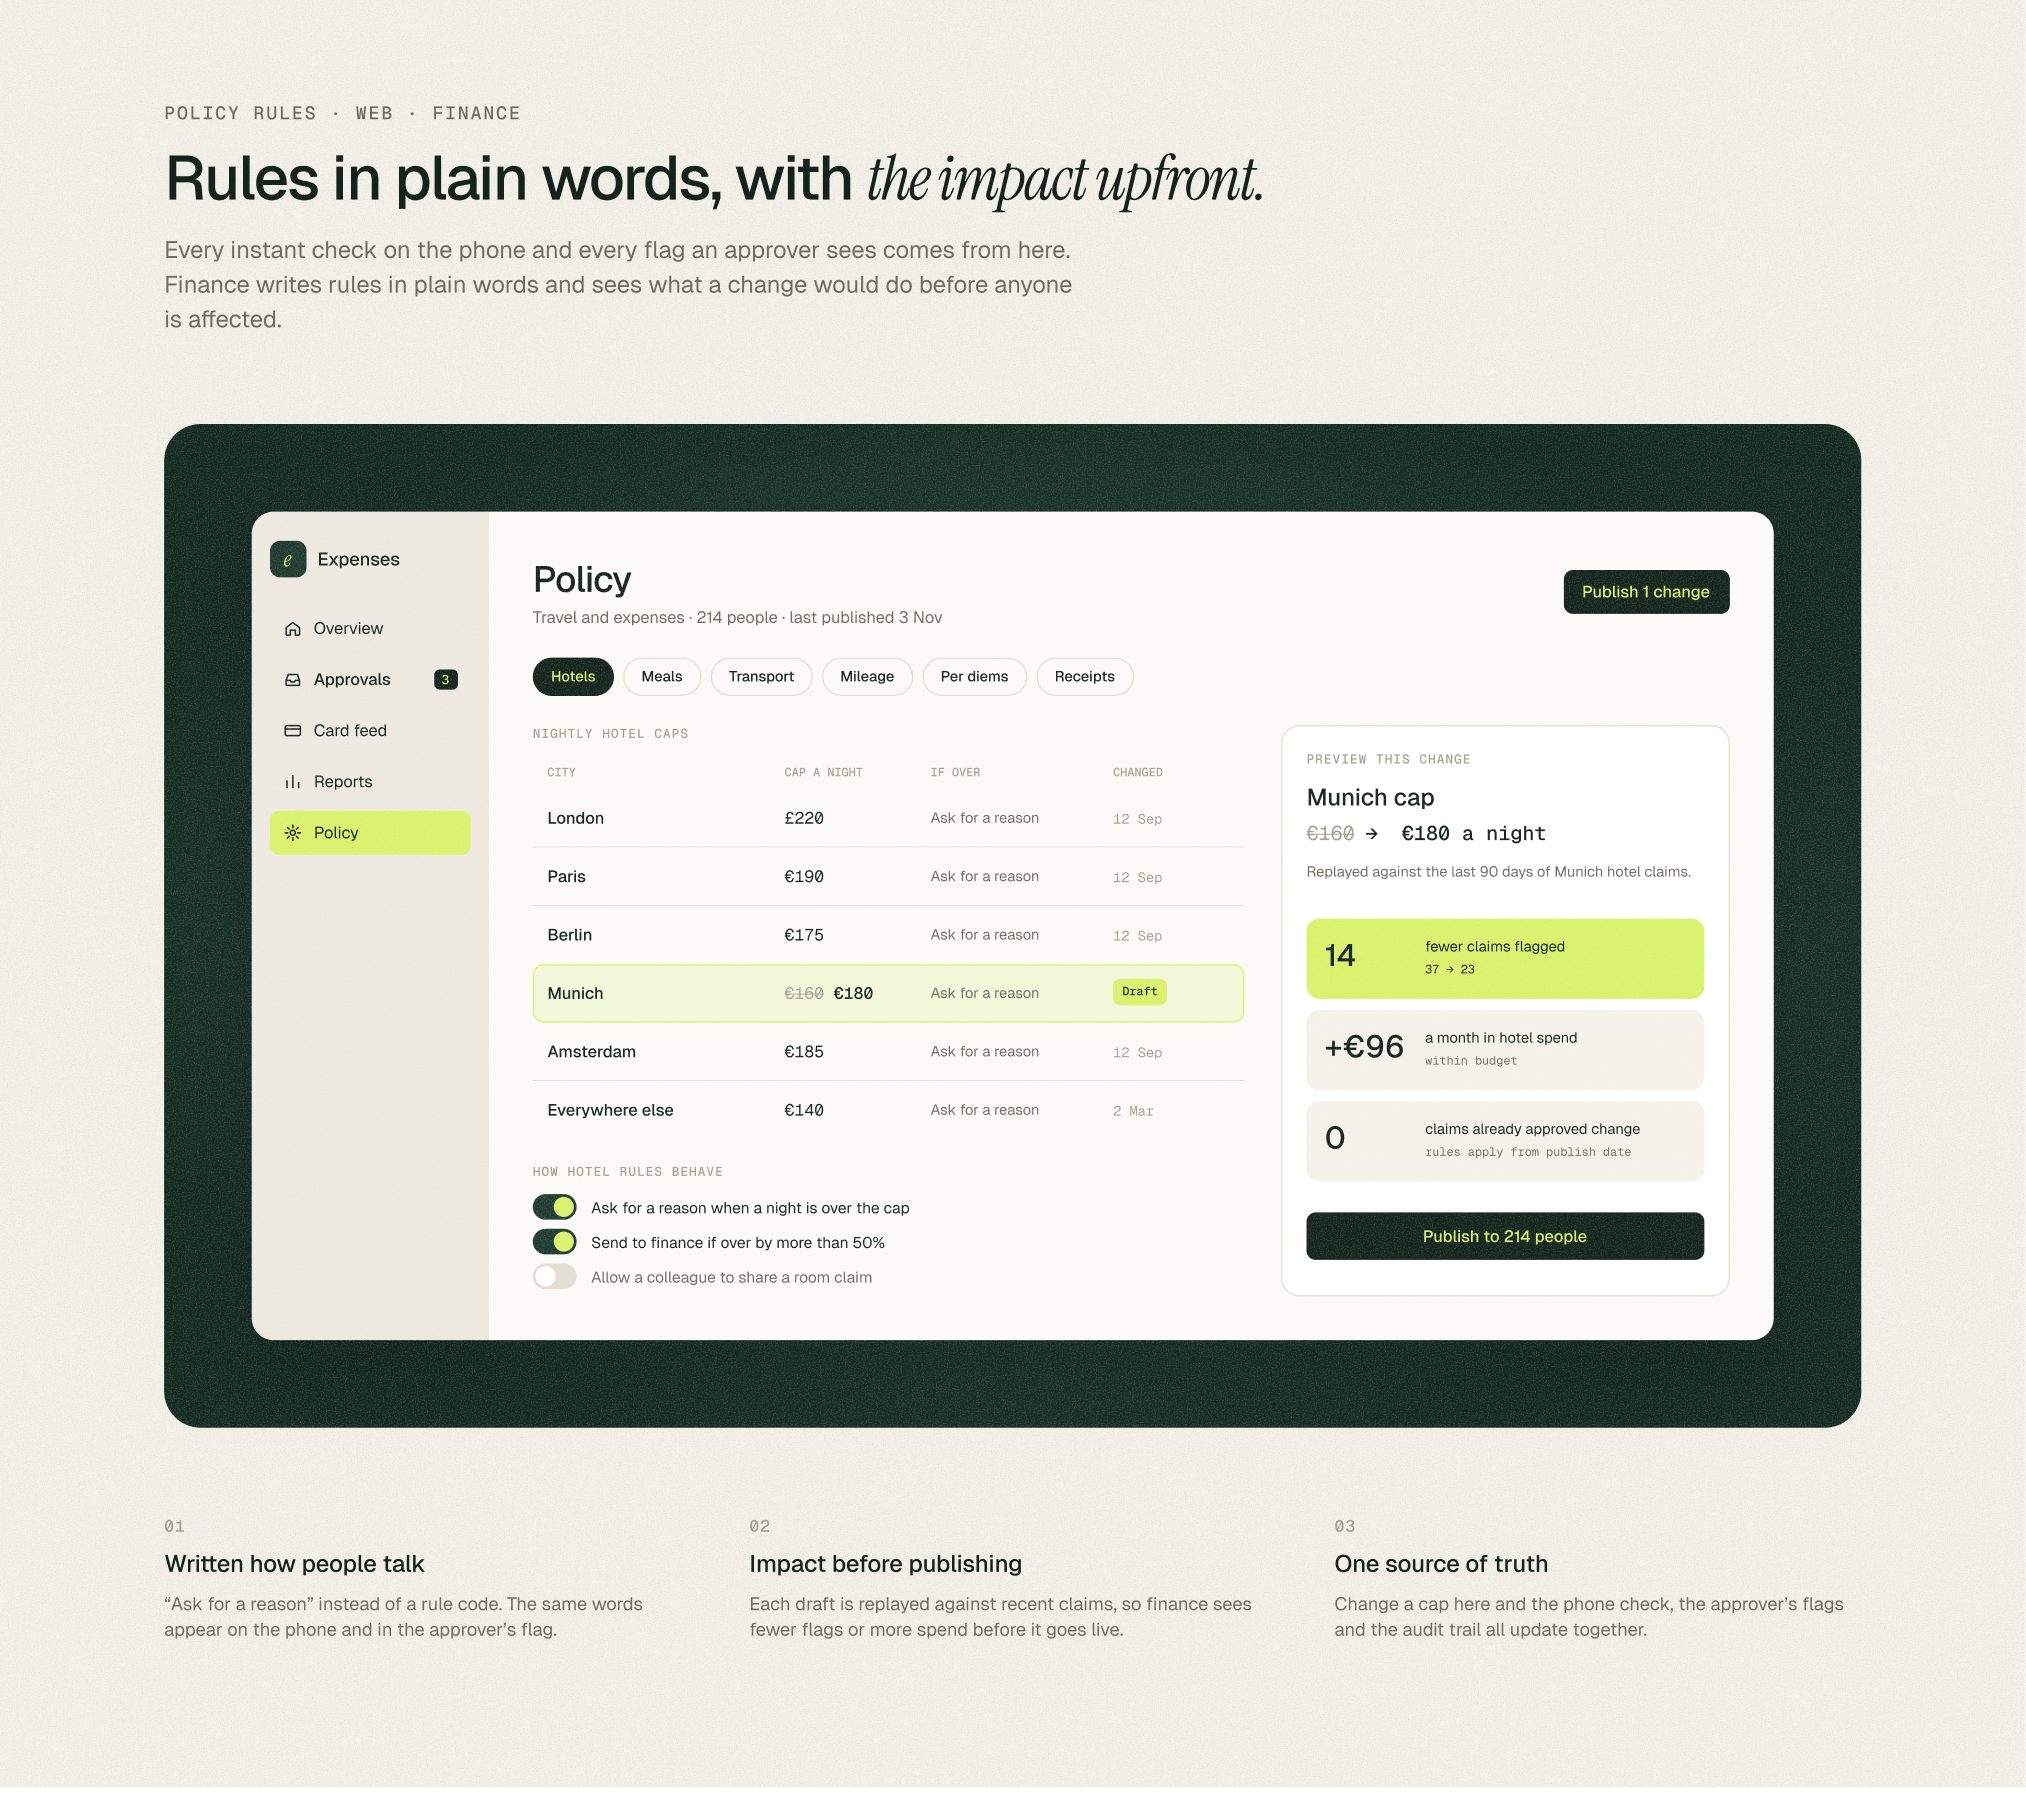 POLICY RULES · WEB · FINANCE
Rules in plain words, with the impact upfront.
Every instant check on the phone and every flag an approver sees comes from here.
Finance writes rules in plain words and sees what a change would do before anyone
is affected.
e Expenses
Overview
Approvals 3
Card feed
Reports
Policy
Policy
Travel and expenses · 214 people · last published 3 Nov
Publish 1 change
Hotels Meals Transport Mileage Per diems Receipts
NIGHTLY HOTEL CAPS
CITY CAP A NIGHT IF OVER CHANGED
London £220 Ask for a reason 12 Sep
Paris €190 Ask for a reason 12 Sep
Berlin €175 Ask for a reason 12 Sep
Munich €160 €180 Ask for a reason Draft
Amsterdam €185 Ask for a reason 12 Sep
Everywhere else €140 Ask for a reason 2 Mar
HOW HOTEL RULES BEHAVE
Ask for a reason when a night is over the cap
Send to finance if over by more than 50%
Allow a colleague to share a room claim
PREVIEW THIS CHANGE
Munich cap
€160 → €180 a night
Replayed against the last 90 days of Munich hotel claims.
14 fewer claims flagged
37 → 23
+€96 a month in hotel spend
within budget
0 claims already approved change
rules apply from publish date
Publish to 214 people
01
Written how people talk
“Ask for a reason” instead of a rule code. The same words
appear on the phone and in the approver’s flag.
02
Impact before publishing
Each draft is replayed against recent claims, so finance sees
fewer flags or more spend before it goes live.
03
One source of truth
Change a cap here and the phone check, the approver’s flags
and the audit trail all update together.